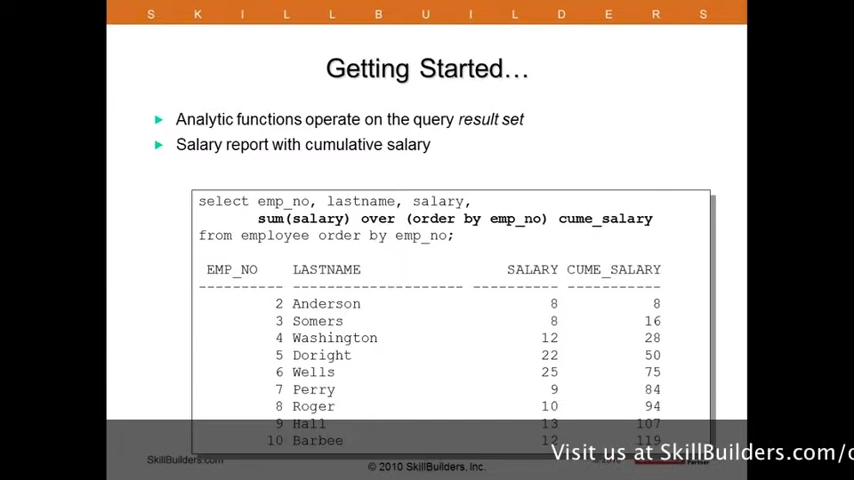 S K I L L B U I L D E R S
Getting Started...
Analytic functions operate on the query result set
Salary report with cumulative salary
select emp_no, lastname, salary,
sum(salary) over (order by emp_no) cume_salary
from employee order by emp_no;
EMP_NO LASTNAME SALARY CUME_SALARY
---------- -------------------- ---------- -----------
2 Anderson 8 8
3 Somers 8 16
4 Washington 12 28
5 Doright 22 50
6 Wells 25 75
7 Perry 9 84
8 Roger 10 94
9 Hall 13 107
10 Barbee 12 119
Visit us at SkillBuilders.com/
SkillBuilders.com
© 2010 SkillBuilders, Inc.
Partner